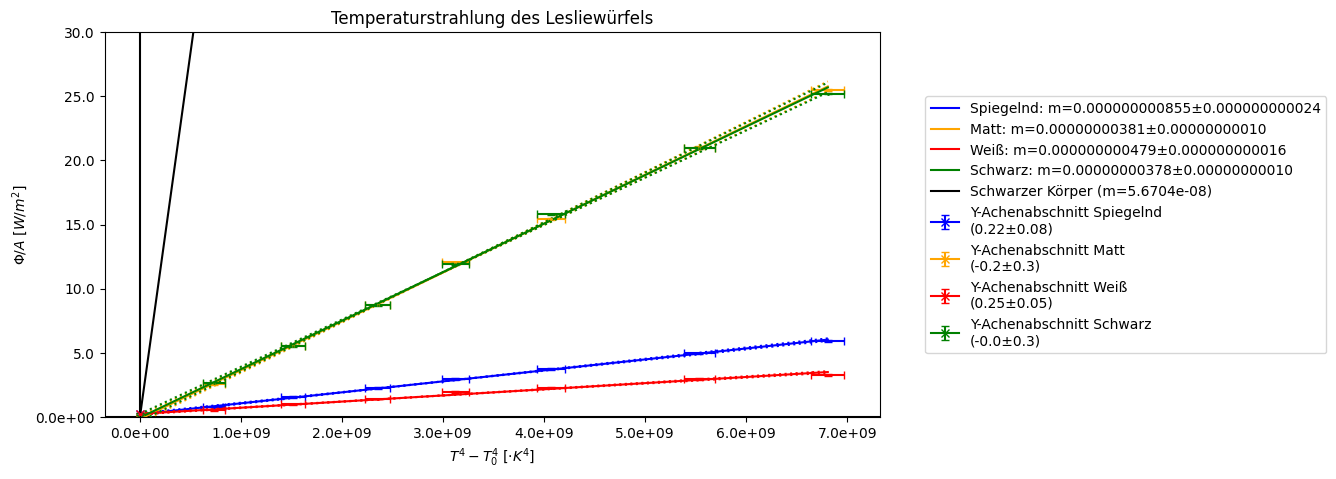 Temperaturstrahlung des Lesliewürfels
30.0
25.0
20.0
15.0
10.0
5.0
0.0e+00
Φ/A [W/m²]
0.0e+00 1.0e+09 2.0e+09 3.0e+09 4.0e+09 5.0e+09 6.0e+09 7.0e+09
T⁴ − T₀⁴ [·K⁴]
Spiegelnd: m=0.000000000855±0.000000000024
Matt: m=0.00000000381±0.00000000010
Weiß: m=0.000000000479±0.000000000016
Schwarz: m=0.00000000378±0.00000000010
Schwarzer Körper (m=5.6704e-08)
Y-Achenabschnitt Spiegelnd
(0.22±0.08)
Y-Achenabschnitt Matt
(-0.2±0.3)
Y-Achenabschnitt Weiß
(0.25±0.05)
Y-Achenabschnitt Schwarz
(-0.0±0.3)